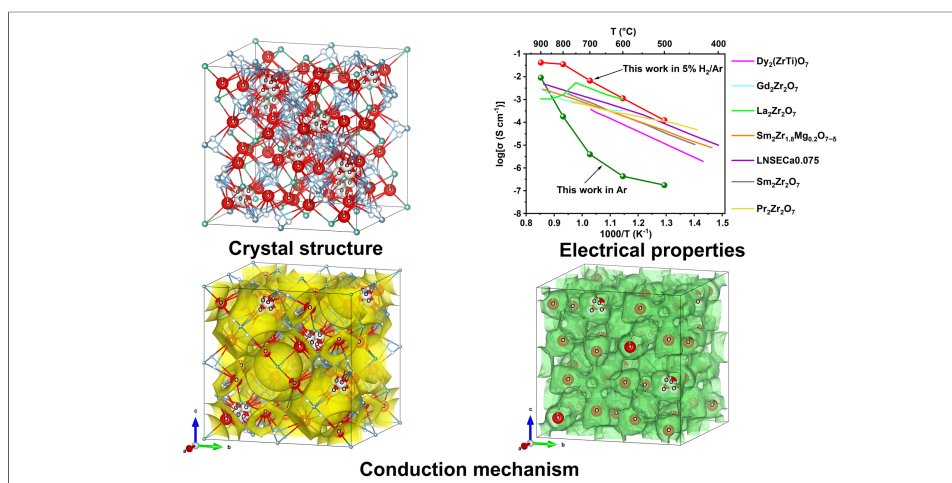 T (°C)
900 800 700 600 500 400
-1
-2
-3
-4
-5
-6
-7
-8
log[σ (S cm⁻¹)]
This work in 5% H₂/Ar
This work in Ar
0.8 0.9 1.0 1.1 1.2 1.3 1.4 1.5
1000/T (K⁻¹)
Dy₂(ZrTi)O₇
Gd₂Zr₂O₇
La₂Zr₂O₇
Sm₂Zr₁.₈Mg₀.₂O₇₋δ
LNSECa0.075
Sm₂Zr₂O₇
Pr₂Zr₂O₇
Crystal structure
Electrical properties
c
a
b
c
a
b
Conduction mechanism